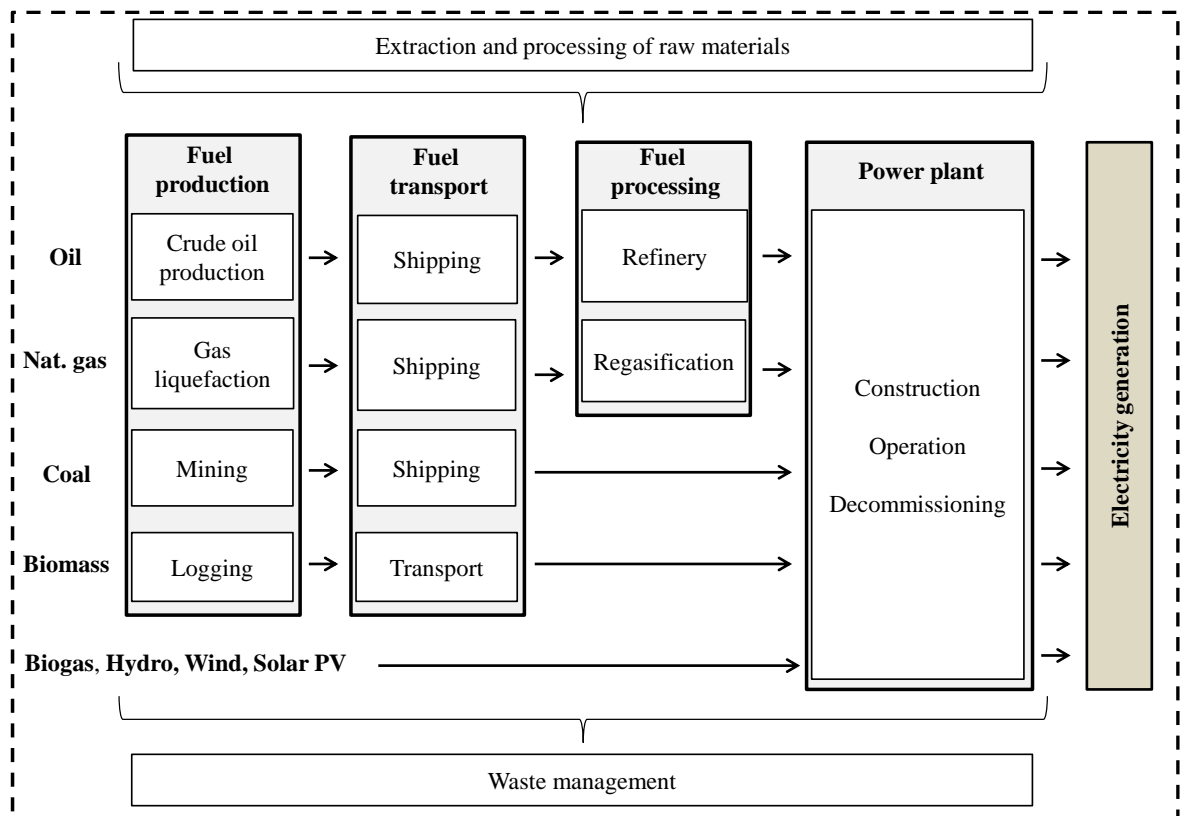 Extraction and processing of raw materials
Fuel
production
Fuel
transport
Fuel
processing
Power plant
Oil
Crude oil
production
Shipping
Refinery
Nat. gas
Gas
liquefaction
Shipping
Regasification
Construction
Operation
Decommissioning
Electricity generation
Coal
Mining
Shipping
Biomass
Logging
Transport
Biogas, Hydro, Wind, Solar PV
Waste management